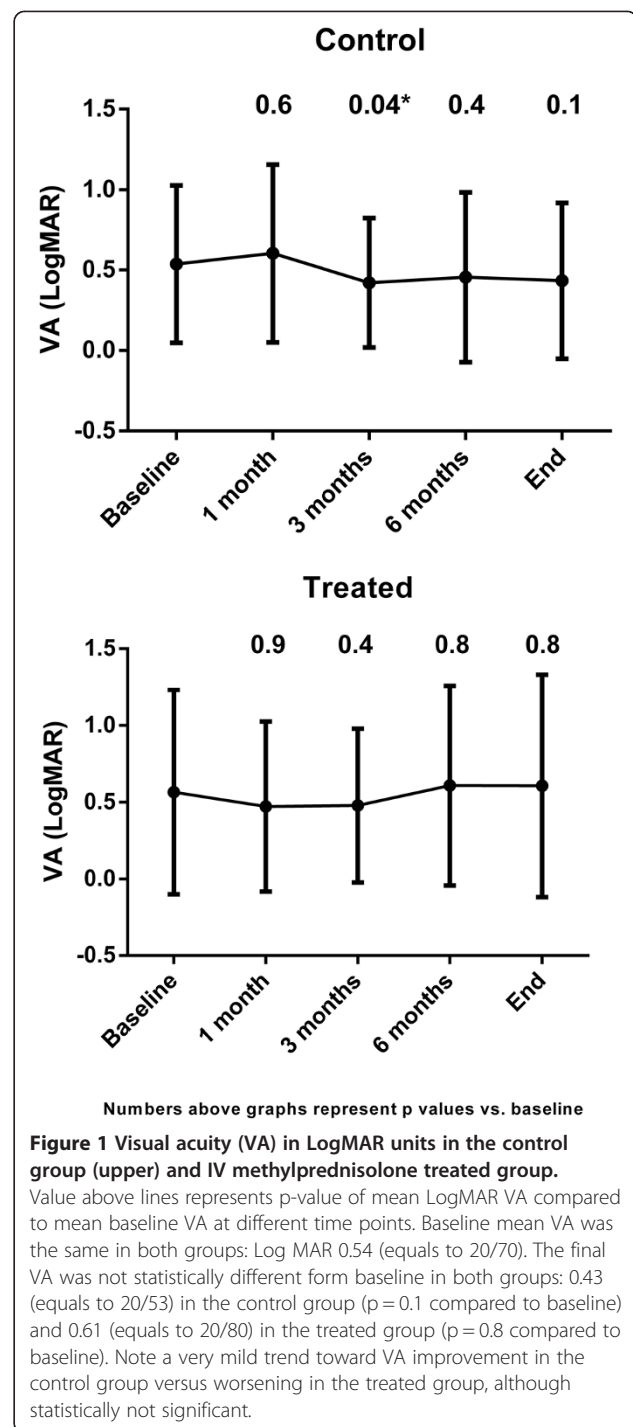 Control
0.6 0.04* 0.4 0.1
1.5
1.0
0.5
0.0
-0.5
VA (LogMAR)
Baseline
1 month
3 months
6 months
End
Treated
0.9 0.4 0.8 0.8
1.5
1.0
0.5
0.0
-0.5
VA (LogMAR)
Baseline
1 month
3 months
6 months
End
Numbers above graphs represent p values vs. baseline
Figure 1 Visual acuity (VA) in LogMAR units in the control
group (upper) and IV methylprednisolone treated group.
Value above lines represents p-value of mean LogMAR VA compared
to mean baseline VA at different time points. Baseline mean VA was
the same in both groups: Log MAR 0.54 (equals to 20/70). The final
VA was not statistically different form baseline in both groups: 0.43
(equals to 20/53) in the control group (p = 0.1 compared to baseline)
and 0.61 (equals to 20/80) in the treated group (p = 0.8 compared to
baseline). Note a very mild trend toward VA improvement in the
control group versus worsening in the treated group, although
statistically not significant.